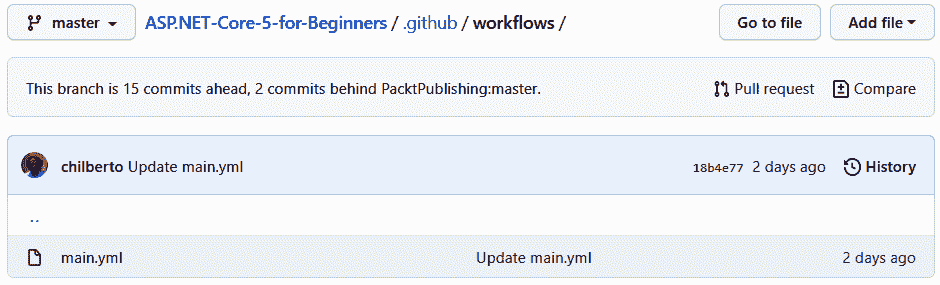 master ASP.NET-Core-5-for-Beginners / .github / workflows / Go to file Add file
This branch is 15 commits ahead, 2 commits behind PacktPublishing:master. Pull request Compare
chilberto Update main.yml 18b4e77 2 days ago History
..
main.yml Update main.yml 2 days ago